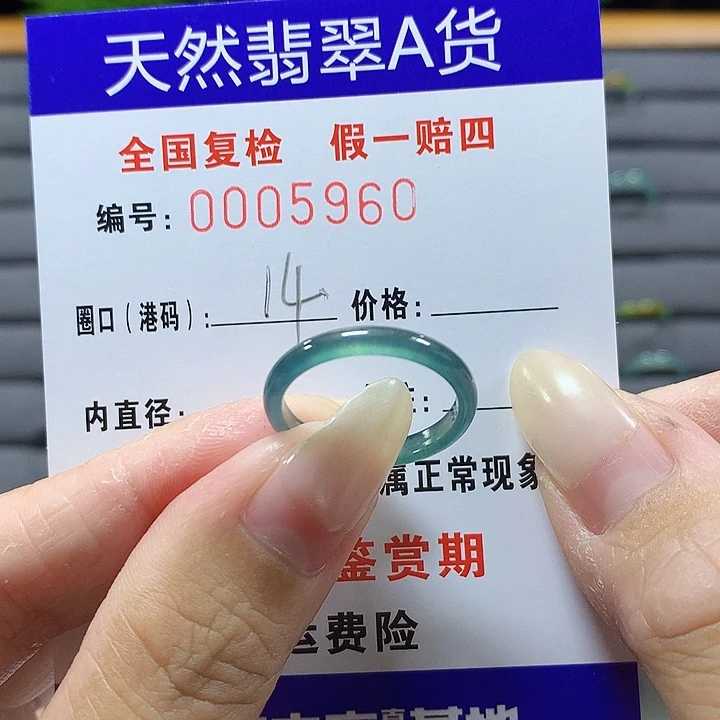 天然翡翠A货
全国复检 假一赔四
编号: 0005960
圈口（港码）: 14 价格:
内直径:
属正常现象
鉴赏期
运费险